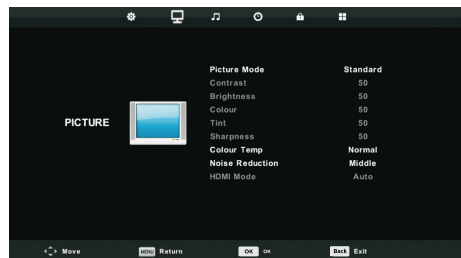 Picture Mode Standard
Contrast 50
Brightness 50
Colour 50
PICTURE Tint 50
Sharpness 50
Colour Temp Normal
Noise Reduction Middle
HDMI Mode Auto
Move MENU Return OK OK Back Exit